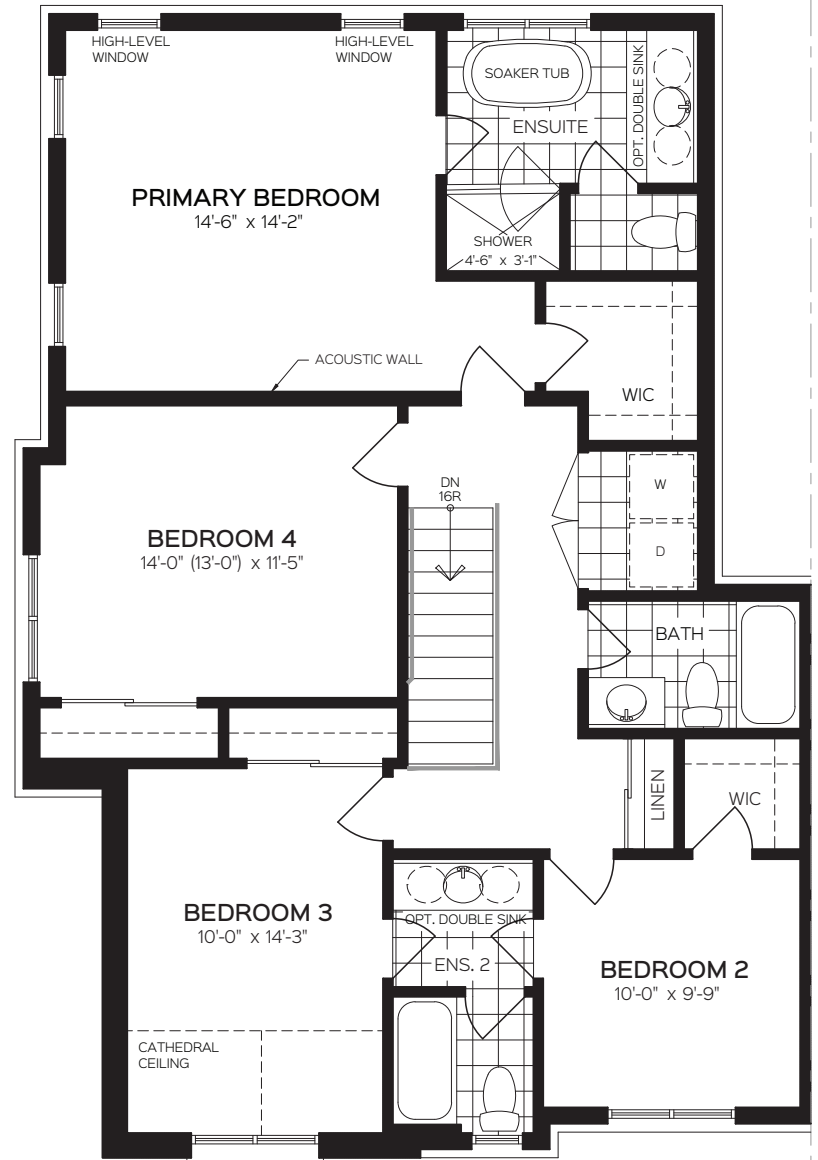 HIGH-LEVEL
WINDOW
HIGH-LEVEL
WINDOW
SOAKER TUB
OPT. DOUBLE SINK
ENSUITE
PRIMARY BEDROOM
14'-6" x 14'-2"
SHOWER
4'-6" x 3'-1"
ACOUSTIC WALL
WIC
DN
16R
W
D
BEDROOM 4
14'-0" (13'-0") x 11'-5"
BATH
LINEN
WIC
BEDROOM 3
10'-0" x 14'-3"
OPT. DOUBLE SINK
ENS. 2
BEDROOM 2
10'-0" x 9'-9"
CATHEDRAL
CEILING